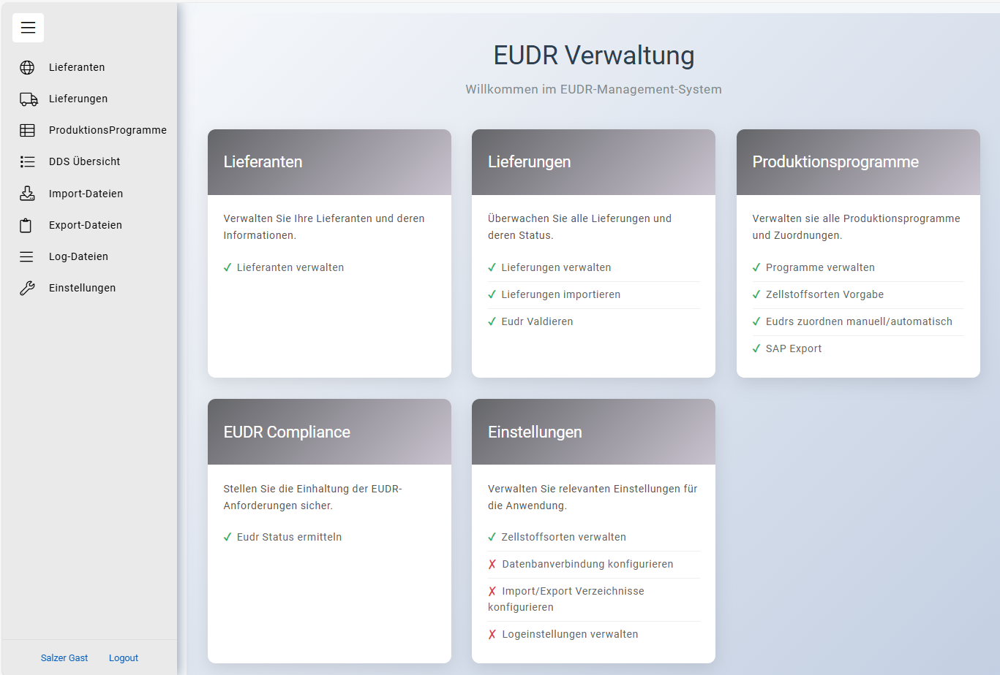 Lieferanten
Lieferungen
ProduktionsProgramme
DDS Übersicht
Import-Dateien
Export-Dateien
Log-Dateien
Einstellungen
Salzer Gast
Logout
EUDR Verwaltung
Willkommen im EUDR-Management-System
Lieferanten
Verwalten Sie Ihre Lieferanten und deren
Informationen.
✓ Lieferanten verwalten
Lieferungen
Überwachen Sie alle Lieferungen und
deren Status.
✓ Lieferungen verwalten
✓ Lieferungen importieren
✓ Eudr Valdieren
Produktionsprogramme
Verwalten sie alle Produktionsprogramme
und Zuordnungen.
✓ Programme verwalten
✓ Zellstoffsorten Vorgabe
✓ Eudrs zuordnen manuell/automatisch
✓ SAP Export
EUDR Compliance
Stellen Sie die Einhaltung der EUDR-
Anforderungen sicher.
✓ Eudr Status ermitteln
Einstellungen
Verwalten Sie relevanten Einstellungen für
die Anwendung.
✓ Zellstoffsorten verwalten
✗ Datenbanverbindung konfigurieren
✗ Import/Export Verzeichnisse
konfigurieren
✗ Logeinstellungen verwalten